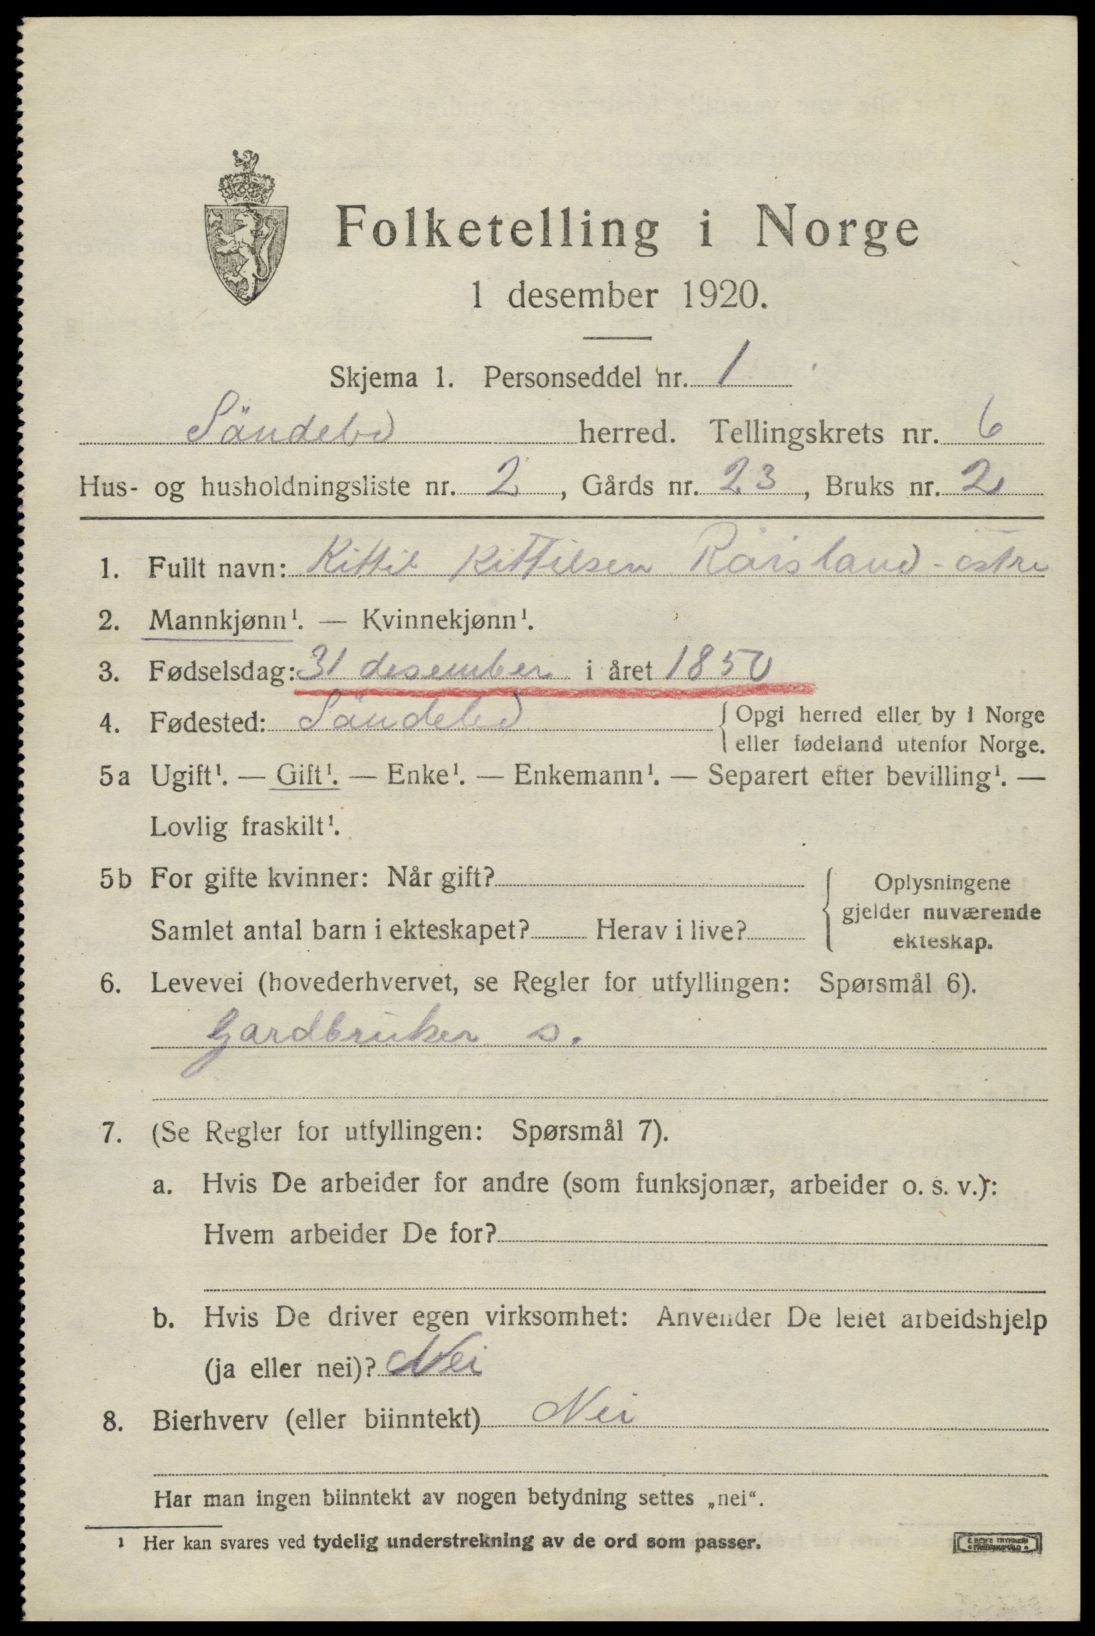 Folketelling i Norge
1 desember 1920.
Skjema 1. Personseddel nr. 1
Söndeled herred. Tellingskrets nr. 6
Hus- og husholdningsliste nr. 2, Gårds nr. 23, Bruks nr. 2
1. Fullt navn: Kittil Kittilsen Rörsland östre
2. Mannkjønn¹. — Kvinnekjønn¹.
3. Fødselsdag: 31 desember i året 1850
4. Fødested: Söndeled { Opgi herred eller by i Norge
eller fødeland utenfor Norge.
5a Ugift¹. — Gift¹. — Enke¹. — Enkemann¹. — Separert efter bevilling¹. —
Lovlig fraskilt¹.
5b For gifte kvinner: Når gift?
Samlet antal barn i ekteskapet? Herav i live?
{ Oplysningene
gjelder nuværende
ekteskap.
6. Levevei (hovederhvervet, se Regler for utfyllingen: Spørsmål 6).
Gardbruker s.
7. (Se Regler for utfyllingen: Spørsmål 7).
a. Hvis De arbeider for andre (som funksjonær, arbeider o. s. v.):
Hvem arbeider De for?
b. Hvis De driver egen virksomhet: Anvender De leiet arbeidshjelp
(ja eller nei)? Nei
8. Bierhverv (eller biinntekt) Nei
Har man ingen biinntekt av nogen betydning settes „nei“.
¹ Her kan svares ved tydelig understrekning av de ord som passer.